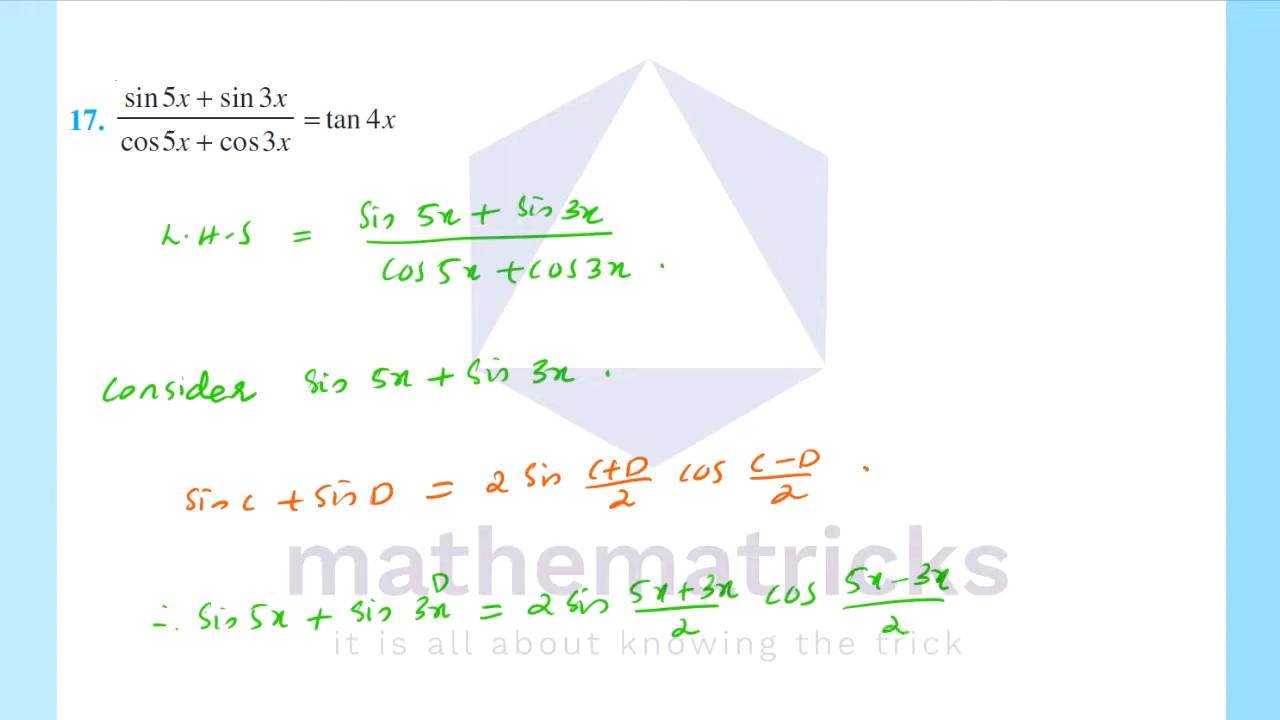 17. (sin 5x + sin 3x)/(cos 5x + cos 3x) = tan 4x
L.H.S = (sin 5x + sin 3x)/(cos 5x + cos 3x) .
Consider sin 5x + sin 3x .
sin C + sin D = 2 sin (C+D)/2 cos (C-D)/2 .
mathematricks
D
∴ sin 5x + sin 3x = 2 sin (5x+3x)/2 cos (5x-3x)/2
it is all about knowing the trick